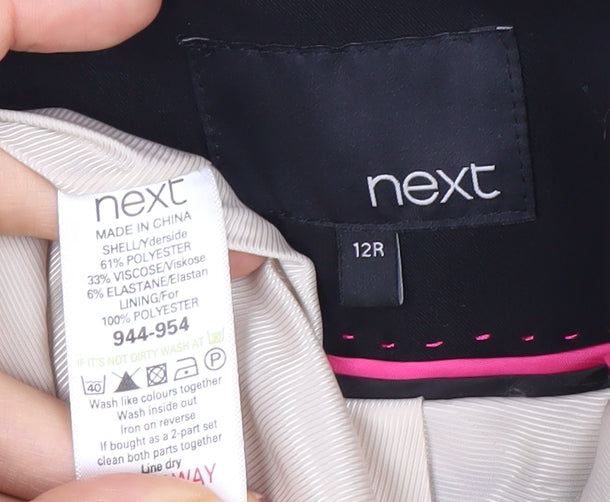 next
12R
next
MADE IN CHINA
SHELL/Yderside
61% POLYESTER
33% VISCOSE/Viskose
6% ELASTANE/Elastan
LINING/For
100% POLYESTER
944-954
IF IT'S NOT DIRTY WASH AT 30
40 P
Wash like colours together
Wash inside out
Iron on reverse
If bought as a 2-part set
clean both parts together
Line dry
WAY